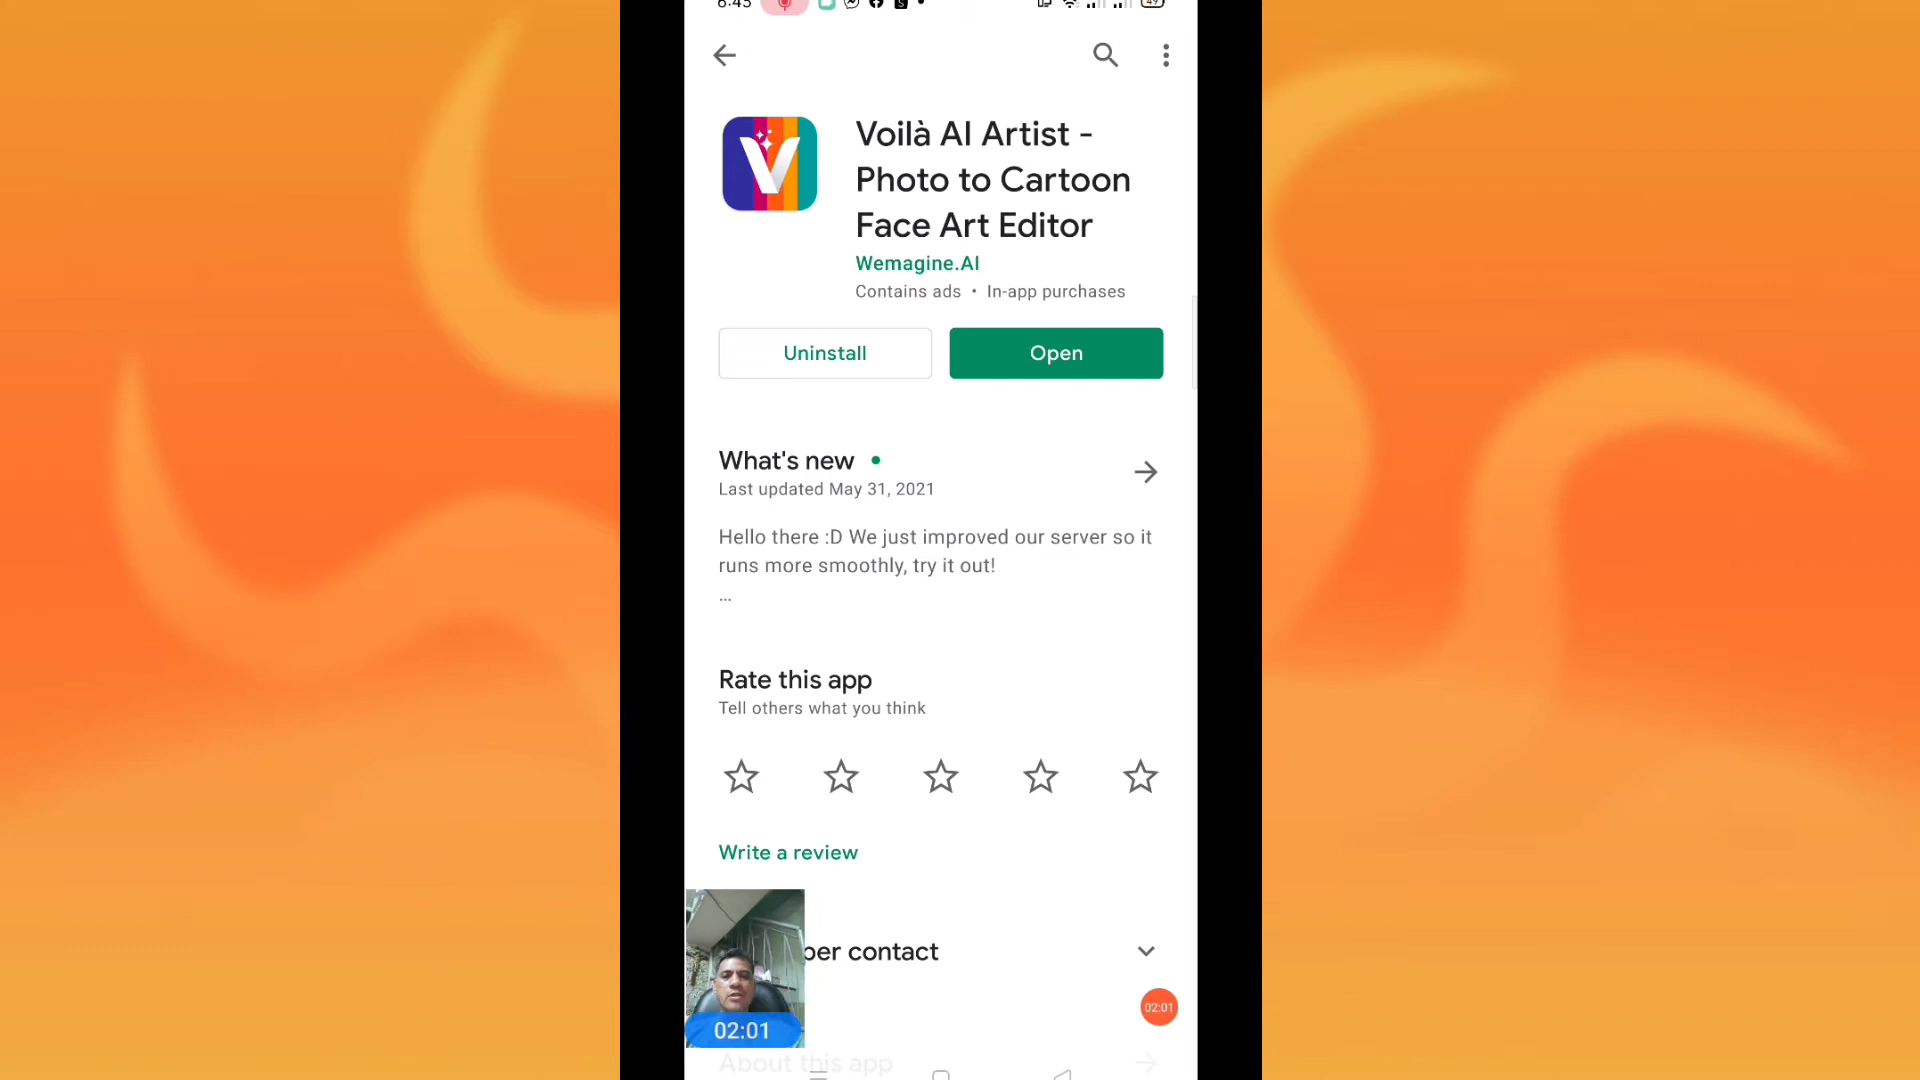 6:45
49
V
Voilà AI Artist -
Photo to Cartoon
Face Art Editor
Wemagine.AI
Contains ads • In-app purchases
Uninstall
Open
What's new
Last updated May 31, 2021
Hello there :D We just improved our server so it
runs more smoothly, try it out!
...
Rate this app
Tell others what you think
Write a review
per contact
02:01
02:01
About this app